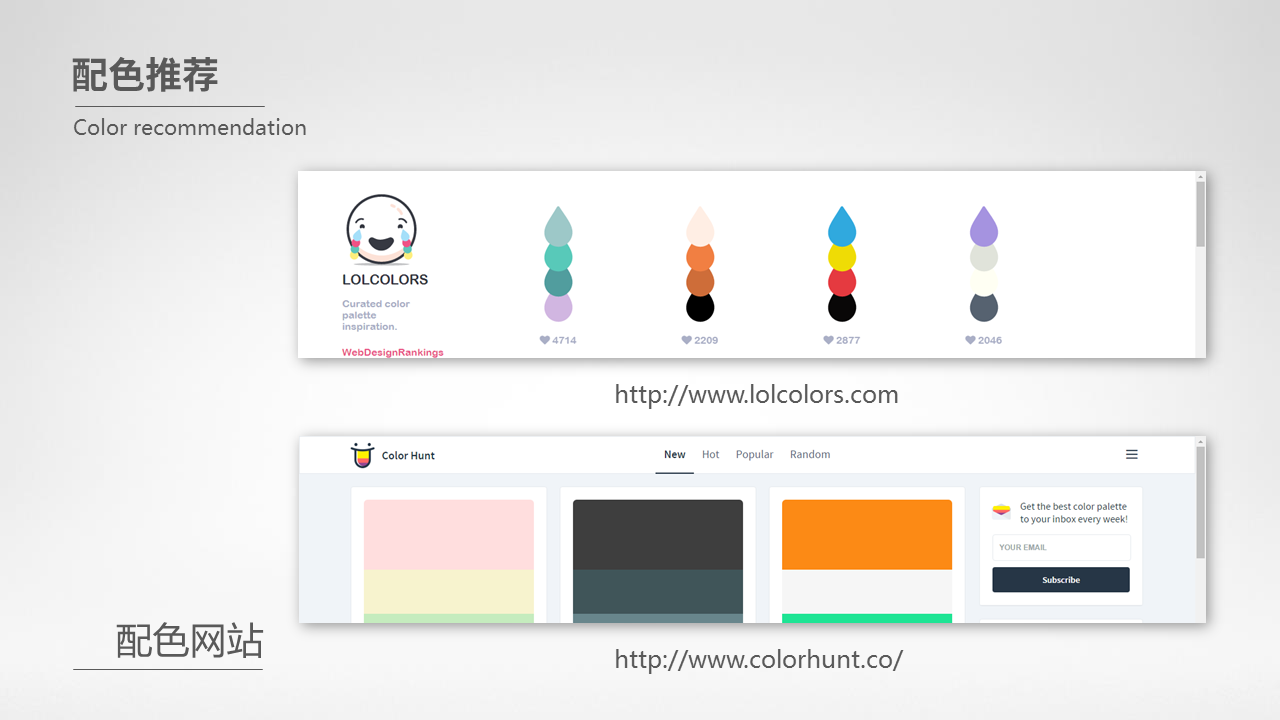 配色推荐
Color recommendation
LOLCOLORS
Curated color
palette
inspiration.
WebDesignRankings
4714
2209
2877
2046
http://www.lolcolors.com
Color Hunt
New Hot Popular Random
Get the best color palette
to your inbox every week!
YOUR EMAIL
Subscribe
配色网站
http://www.colorhunt.co/